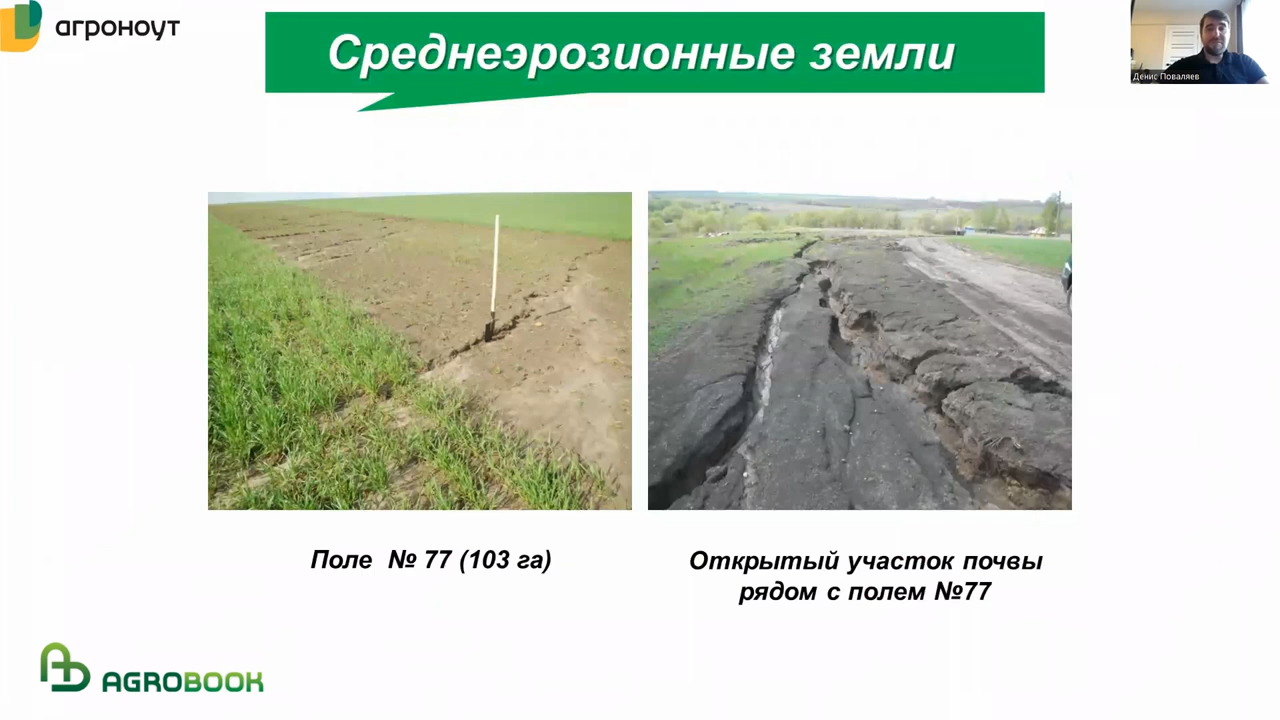 агроноут
Среднеэрозионные земли
Денис Поваляев
Поле № 77 (103 га)
Открытый участок почвы
рядом с полем №77
AGROBOOK